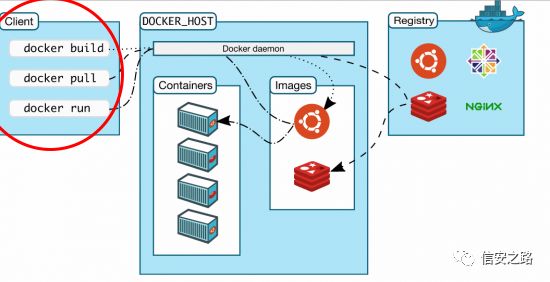 Client
docker build
docker pull
docker run
DOCKER_HOST
Docker daemon
Containers
Images
Registry
NGINX
信安之路